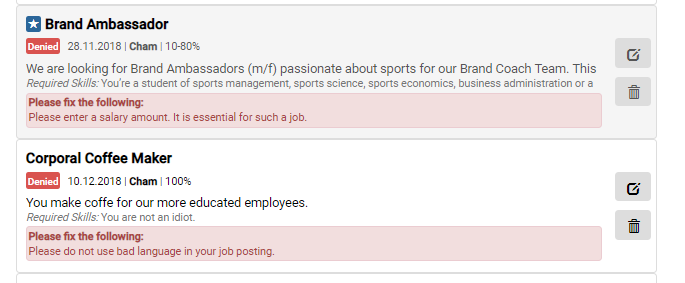 Brand Ambassador
Denied 28.11.2018 | Cham | 10-80%
We are looking for Brand Ambassadors (m/f) passionate about sports for our Brand Coach Team. This
Required Skills: You're a student of sports management, sports science, sports economics, business administration or a
Please fix the following:
Please enter a salary amount. It is essential for such a job.
Corporal Coffee Maker
Denied 10.12.2018 | Cham | 100%
You make coffe for our more educated employees.
Required Skills: You are not an idiot.
Please fix the following:
Please do not use bad language in your job posting.